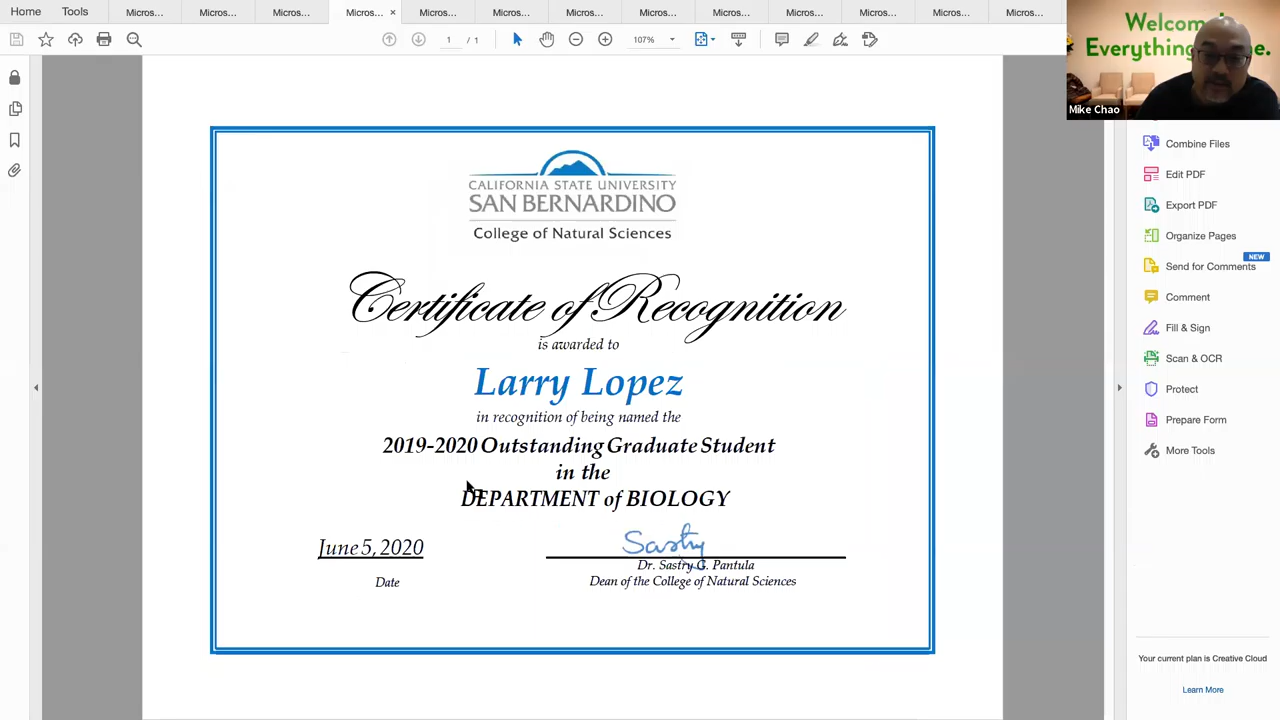 Home Tools Micros... Micros... Micros... Micros... × Micros... Micros... Micros... Micros... Micros... Micros... Micros... Micros... Micros...
1 / 1 107%
Welcome!
Everything
Mike Chao
CALIFORNIA STATE UNIVERSITY
SAN BERNARDINO
College of Natural Sciences
Certificate of Recognition
is awarded to
Larry Lopez
in recognition of being named the
2019-2020 Outstanding Graduate Student
in the
DEPARTMENT of BIOLOGY
June 5, 2020
Sastry
Dr. Sastry G. Pantula
Date
Dean of the College of Natural Sciences
Combine Files
Edit PDF
Export PDF
Organize Pages
NEW
Send for Comments
Comment
Fill & Sign
Scan & OCR
Protect
Prepare Form
More Tools
Your current plan is Creative Cloud
Learn More